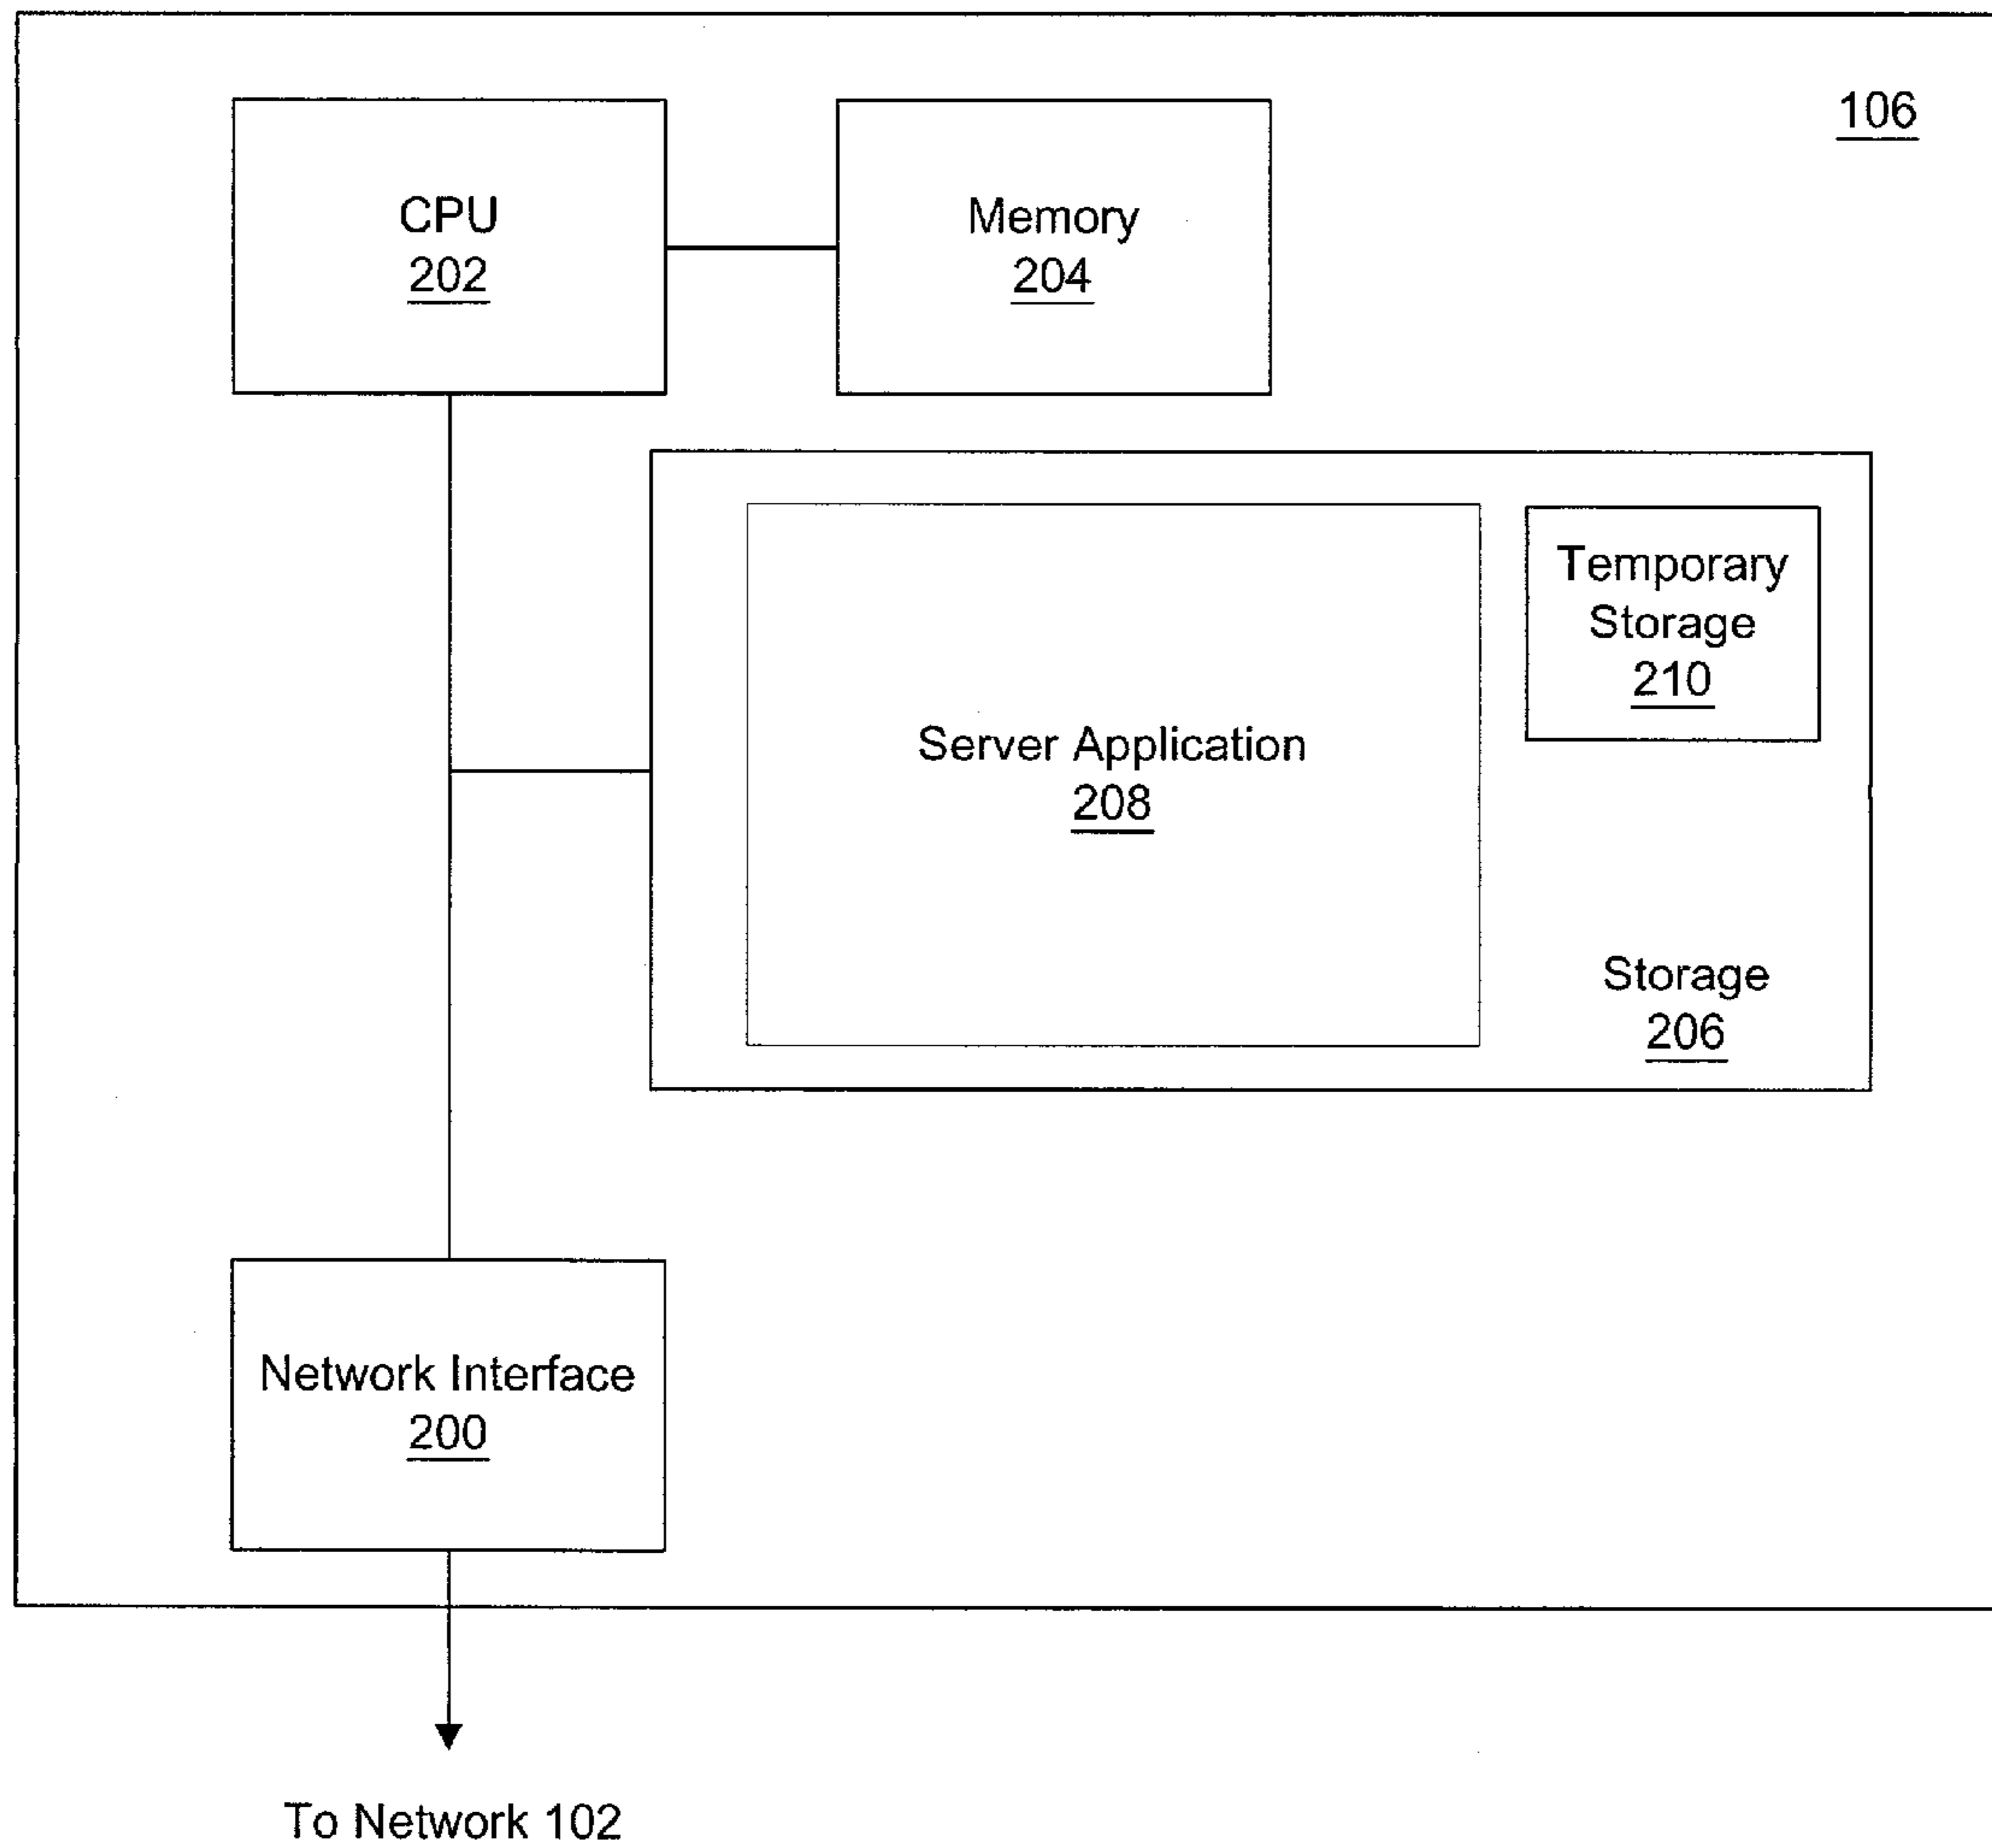 106
CPU
202
Memory
204
Temporary
Storage
210
Server Application
208
Storage
206
Network Interface
200
To Network 102